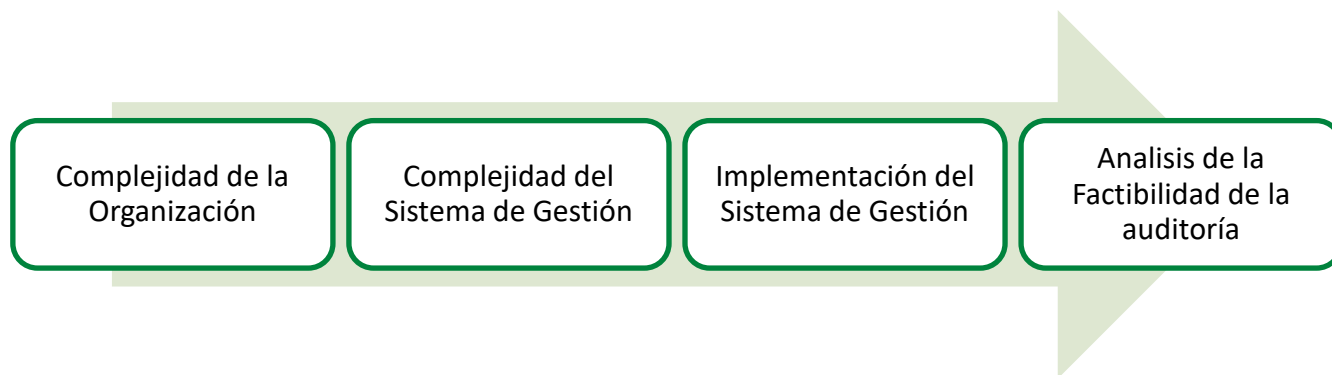 Complejidad de la
Organización
Complejidad del
Sistema de Gestión
Implementación del
Sistema de Gestión
Analisis de la
Factibilidad de la
auditoría